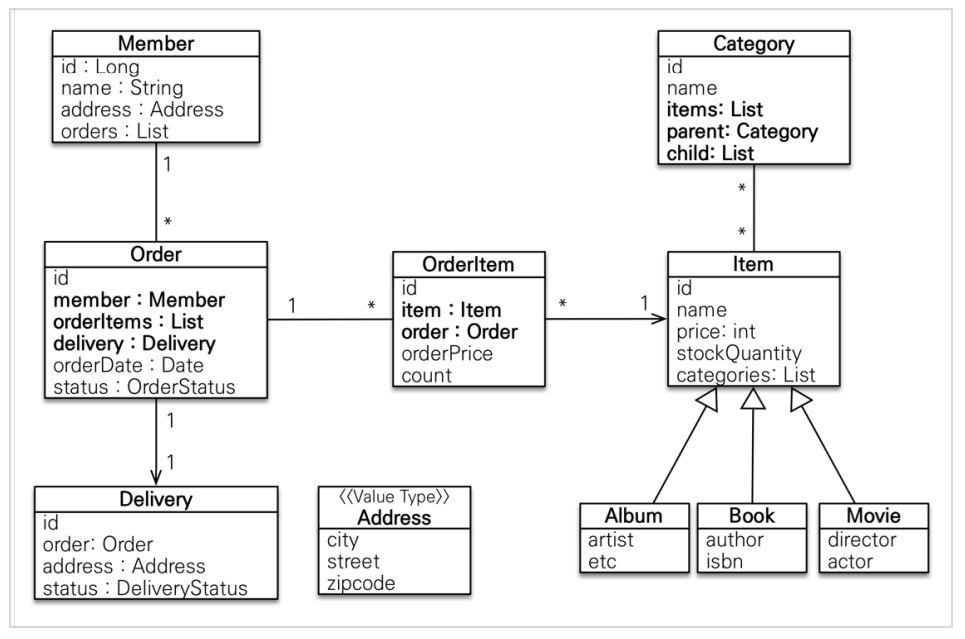 Member
id : Long
name : String
address : Address
orders : List
Category
id
name
items: List
parent: Category
child: List
1
*
*
*
Order
id
member : Member
orderItems : List
delivery : Delivery
orderDate : Date
status : OrderStatus
1
*
OrderItem
id
item : Item
order : Order
orderPrice
count
*
1
Item
id
name
price: int
stockQuantity
categories: List
1
1
Delivery
id
order: Order
address : Address
status : DeliveryStatus
《Value Type》
Address
city
street
zipcode
Album
artist
etc
Book
author
isbn
Movie
director
actor